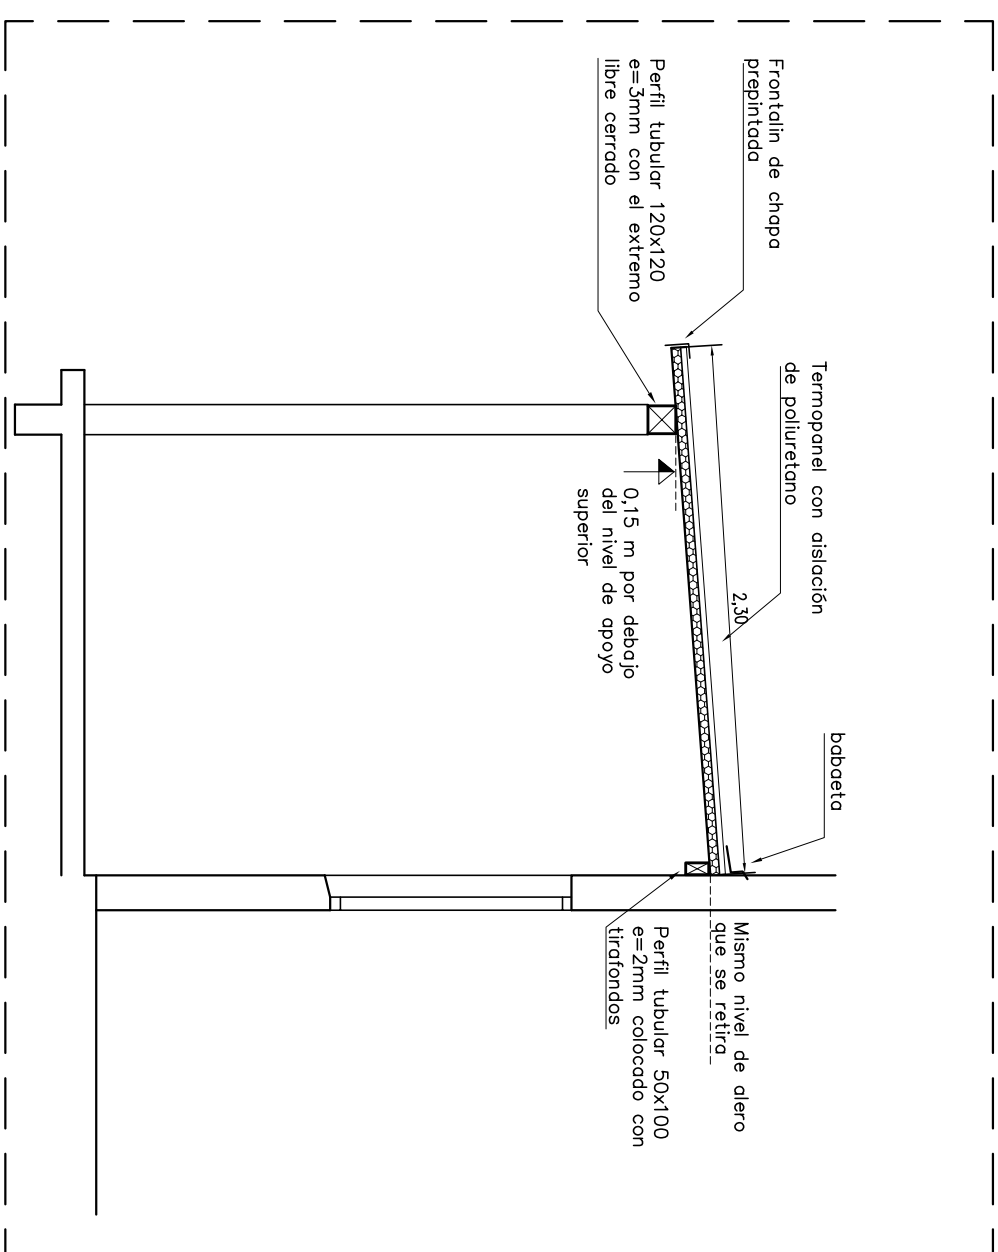 Frontalin de chapa
prepintada
Perfil tubular 120x120
e=3mm con el extremo
libre cerrado
Termopanel con aislación
de poliuretano
2,30
0,15 m por debajo
del nivel de apoyo
superior
babaeta
Mismo nivel de alero
que se retira
Perfil tubular 50x100
e=2mm colocado con
tirafondos